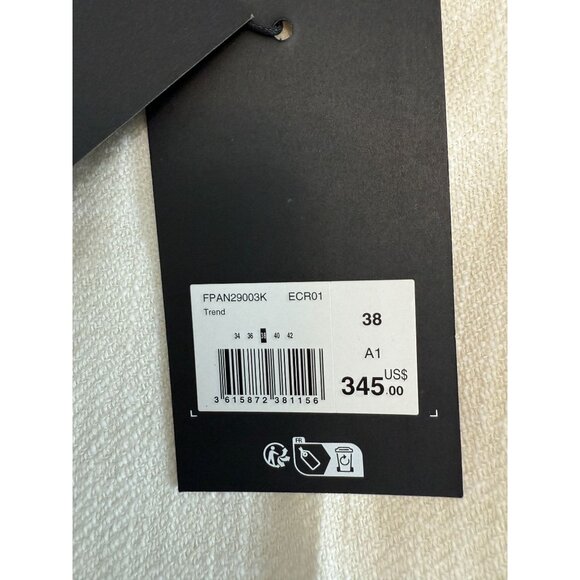 FPAN29003K ECR01
Trend
38
34 36 38 40 42
A1
US$
345.00
3 615872 381156
FR